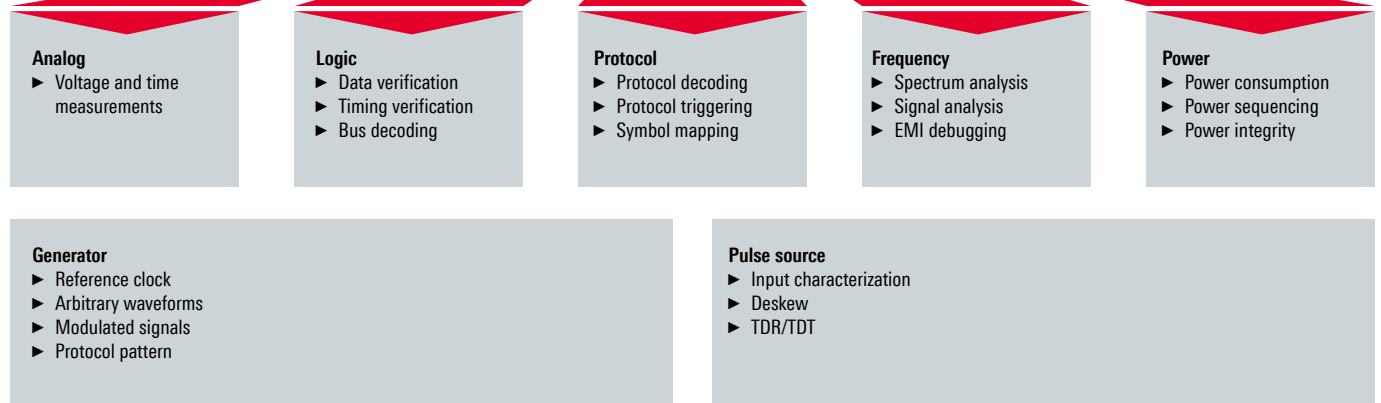 Analog
► Voltage and time
measurements
Logic
► Data verification
► Timing verification
► Bus decoding
Protocol
► Protocol decoding
► Protocol triggering
► Symbol mapping
Frequency
► Spectrum analysis
► Signal analysis
► EMI debugging
Power
► Power consumption
► Power sequencing
► Power integrity
Generator
► Reference clock
► Arbitrary waveforms
► Modulated signals
► Protocol pattern
Pulse source
► Input characterization
► Deskew
► TDR/TDT